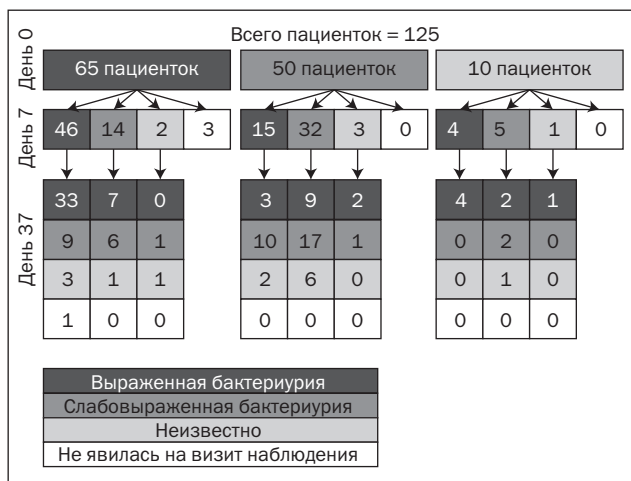 Всего пациенток = 125
День 0
65 пациенток 50 пациенток 10 пациенток
День 7
46 14 2 3 15 32 3 0 4 5 1 0
День 37
33 7 0 3 9 2 4 2 1
9 6 1 10 17 1 0 2 0
3 1 1 2 6 0 0 1 0
1 0 0 0 0 0 0 0 0
Выраженная бактериурия
Слабовыраженная бактериурия
Неизвестно
Не явилась на визит наблюдения